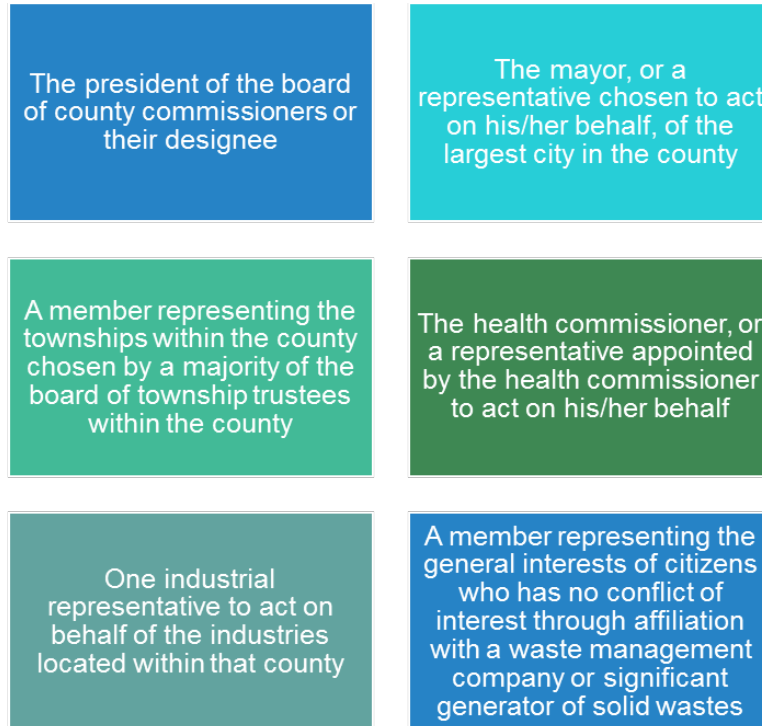 The president of the board
of county commissioners or
their designee
The mayor, or a
representative chosen to act
on his/her behalf, of the
largest city in the county
A member representing the
townships within the county
chosen by a majority of the
board of township trustees
within the county
The health commissioner, or
a representative appointed
by the health commissioner
to act on his/her behalf
One industrial
representative to act on
behalf of the industries
located within that county
A member representing the
general interests of citizens
who has no conflict of
interest through affiliation
with a waste management
company or significant
generator of solid wastes